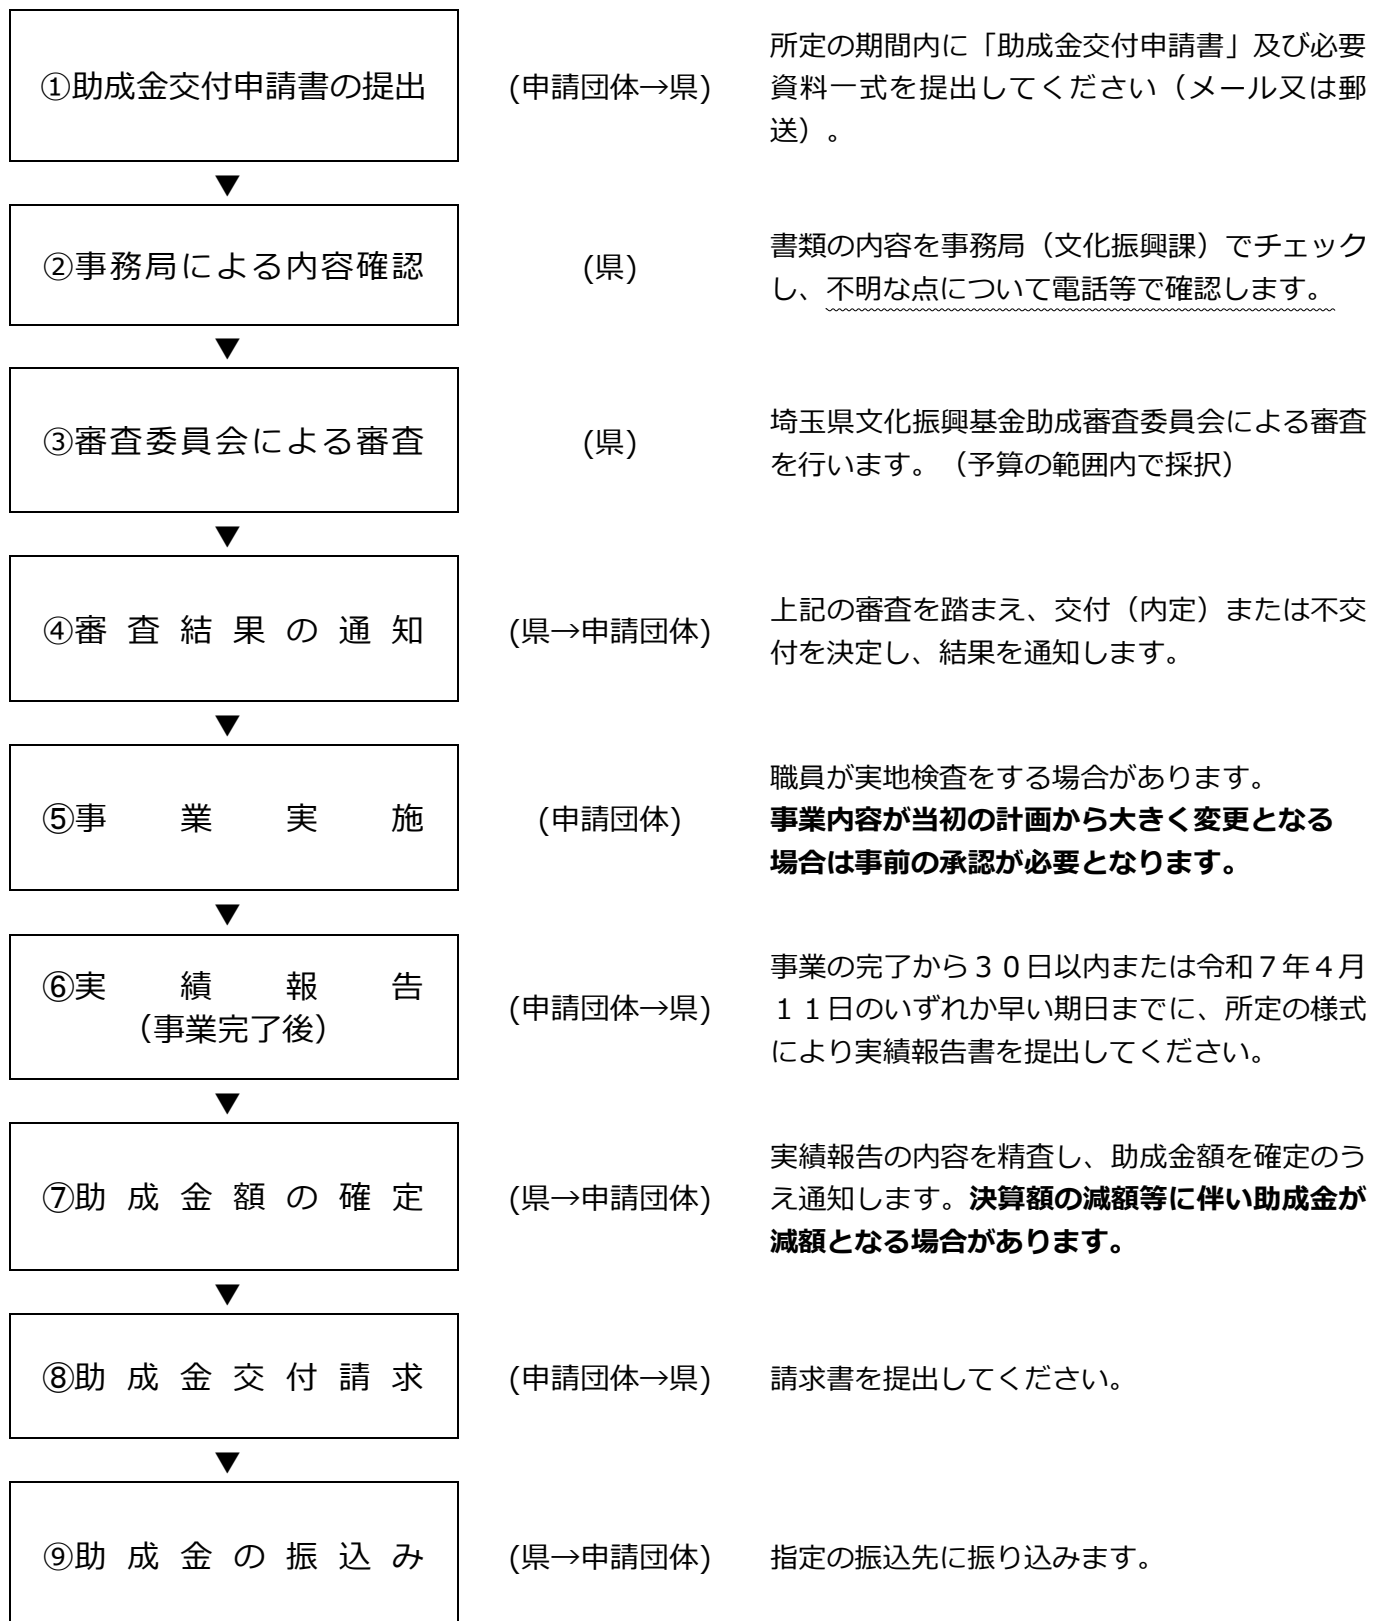 ①助成金交付申請書の提出
(申請団体→県)
所定の期間内に「助成金交付申請書」及び必要
資料一式を提出してください（メール又は郵
送）。
▼
②事務局による内容確認
(県)
書類の内容を事務局（文化振興課）でチェック
し、不明な点について電話等で確認します。
▼
③審査委員会による審査
(県)
埼玉県文化振興基金助成審査委員会による審査
を行います。（予算の範囲内で採択）
▼
④審査結果の通知
(県→申請団体)
上記の審査を踏まえ、交付（内定）または不交
付を決定し、結果を通知します。
▼
⑤事業実施
(申請団体)
職員が実地検査をする場合があります。
事業内容が当初の計画から大きく変更となる
場合は事前の承認が必要となります。
▼
⑥実績報告
（事業完了後）
(申請団体→県)
事業の完了から３０日以内または令和７年４月
１１日のいずれか早い期日までに、所定の様式
により実績報告書を提出してください。
▼
⑦助成金額の確定
(県→申請団体)
実績報告の内容を精査し、助成金額を確定のう
え通知します。決算額の減額等に伴い助成金が
減額となる場合があります。
▼
⑧助成金交付請求
(申請団体→県)
請求書を提出してください。
▼
⑨助成金の振込み
(県→申請団体)
指定の振込先に振り込みます。